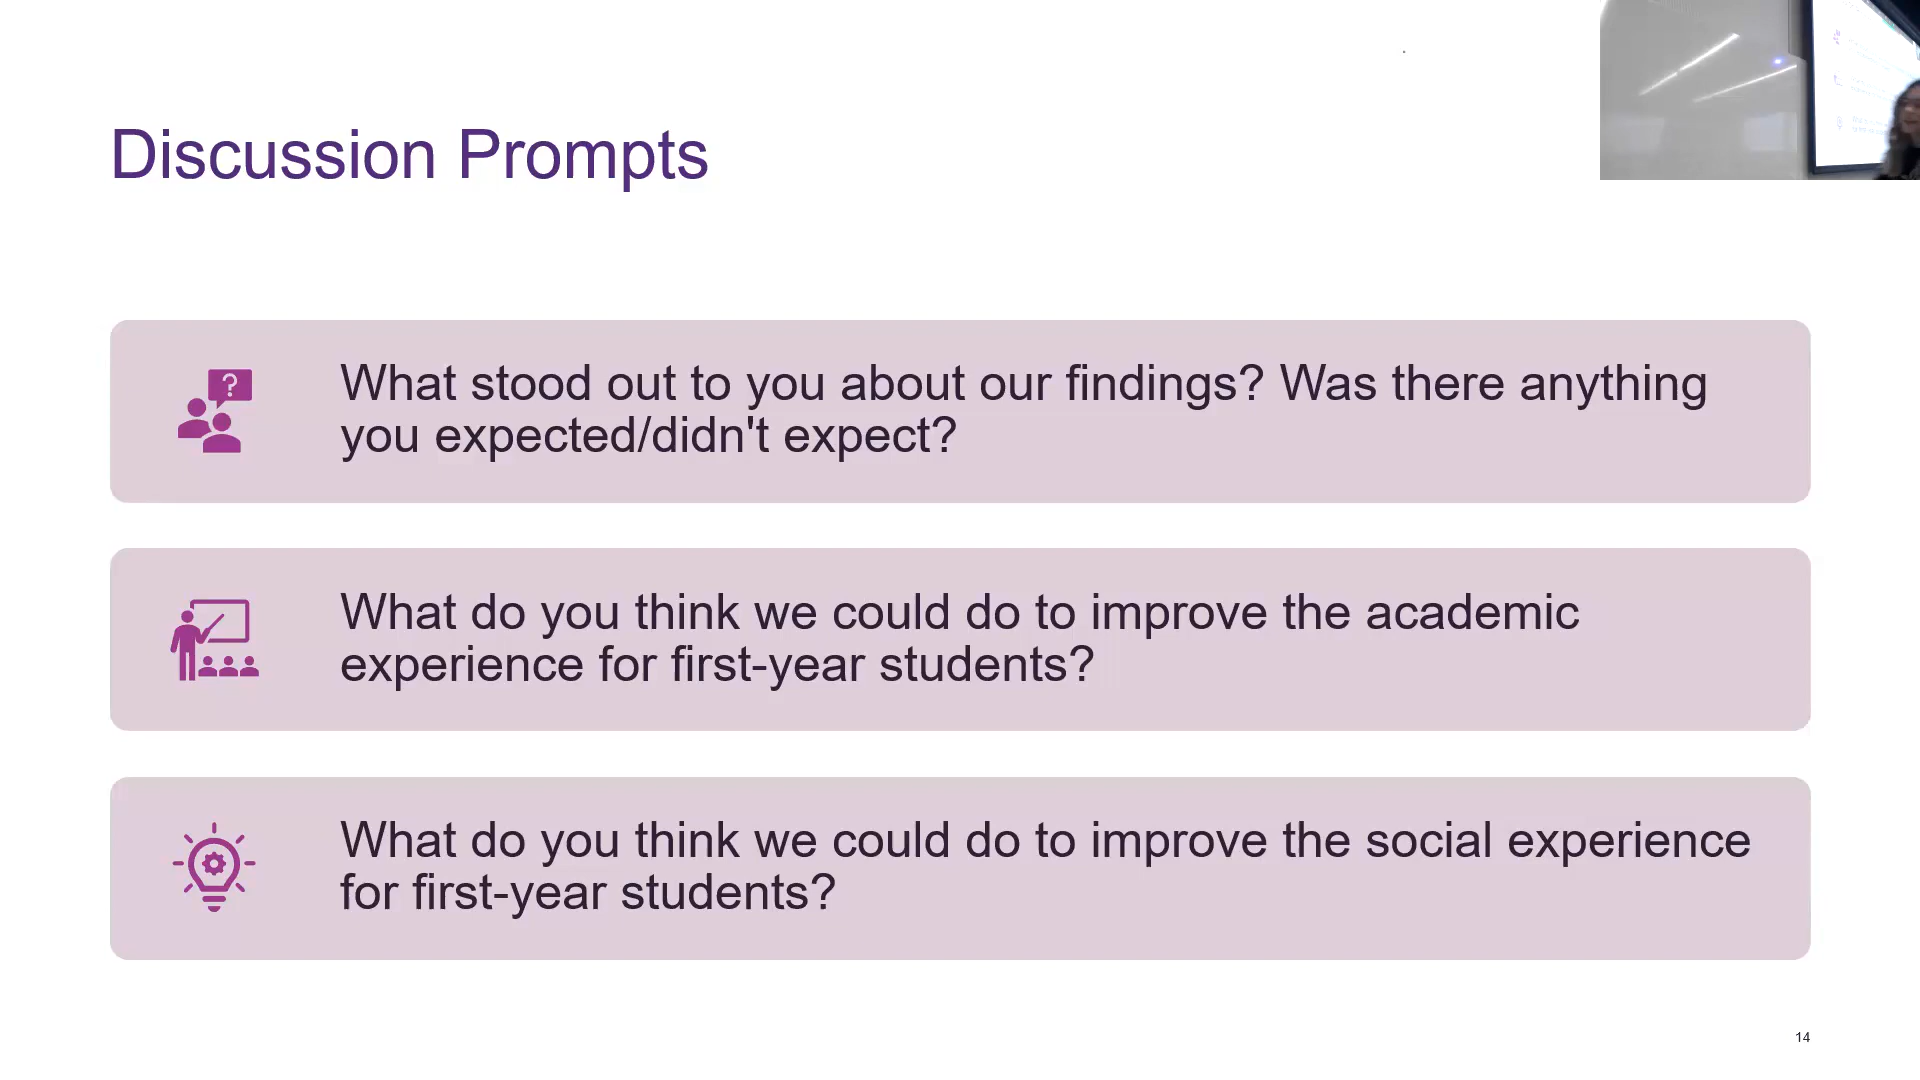 Discussion Prompts
What stood out to you about our findings? Was there anything
you expected/didn't expect?
What do you think we could do to improve the academic
experience for first-year students?
What do you think we could do to improve the social experience
for first-year students?
14